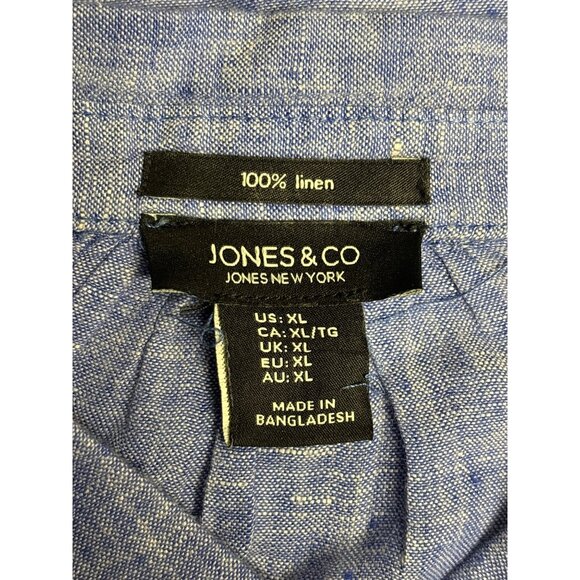 100% linen
JONES & CO
JONES NEW YORK
US: XL
CA: XL/TG
UK: XL
EU: XL
AU: XL
MADE IN
BANGLADESH